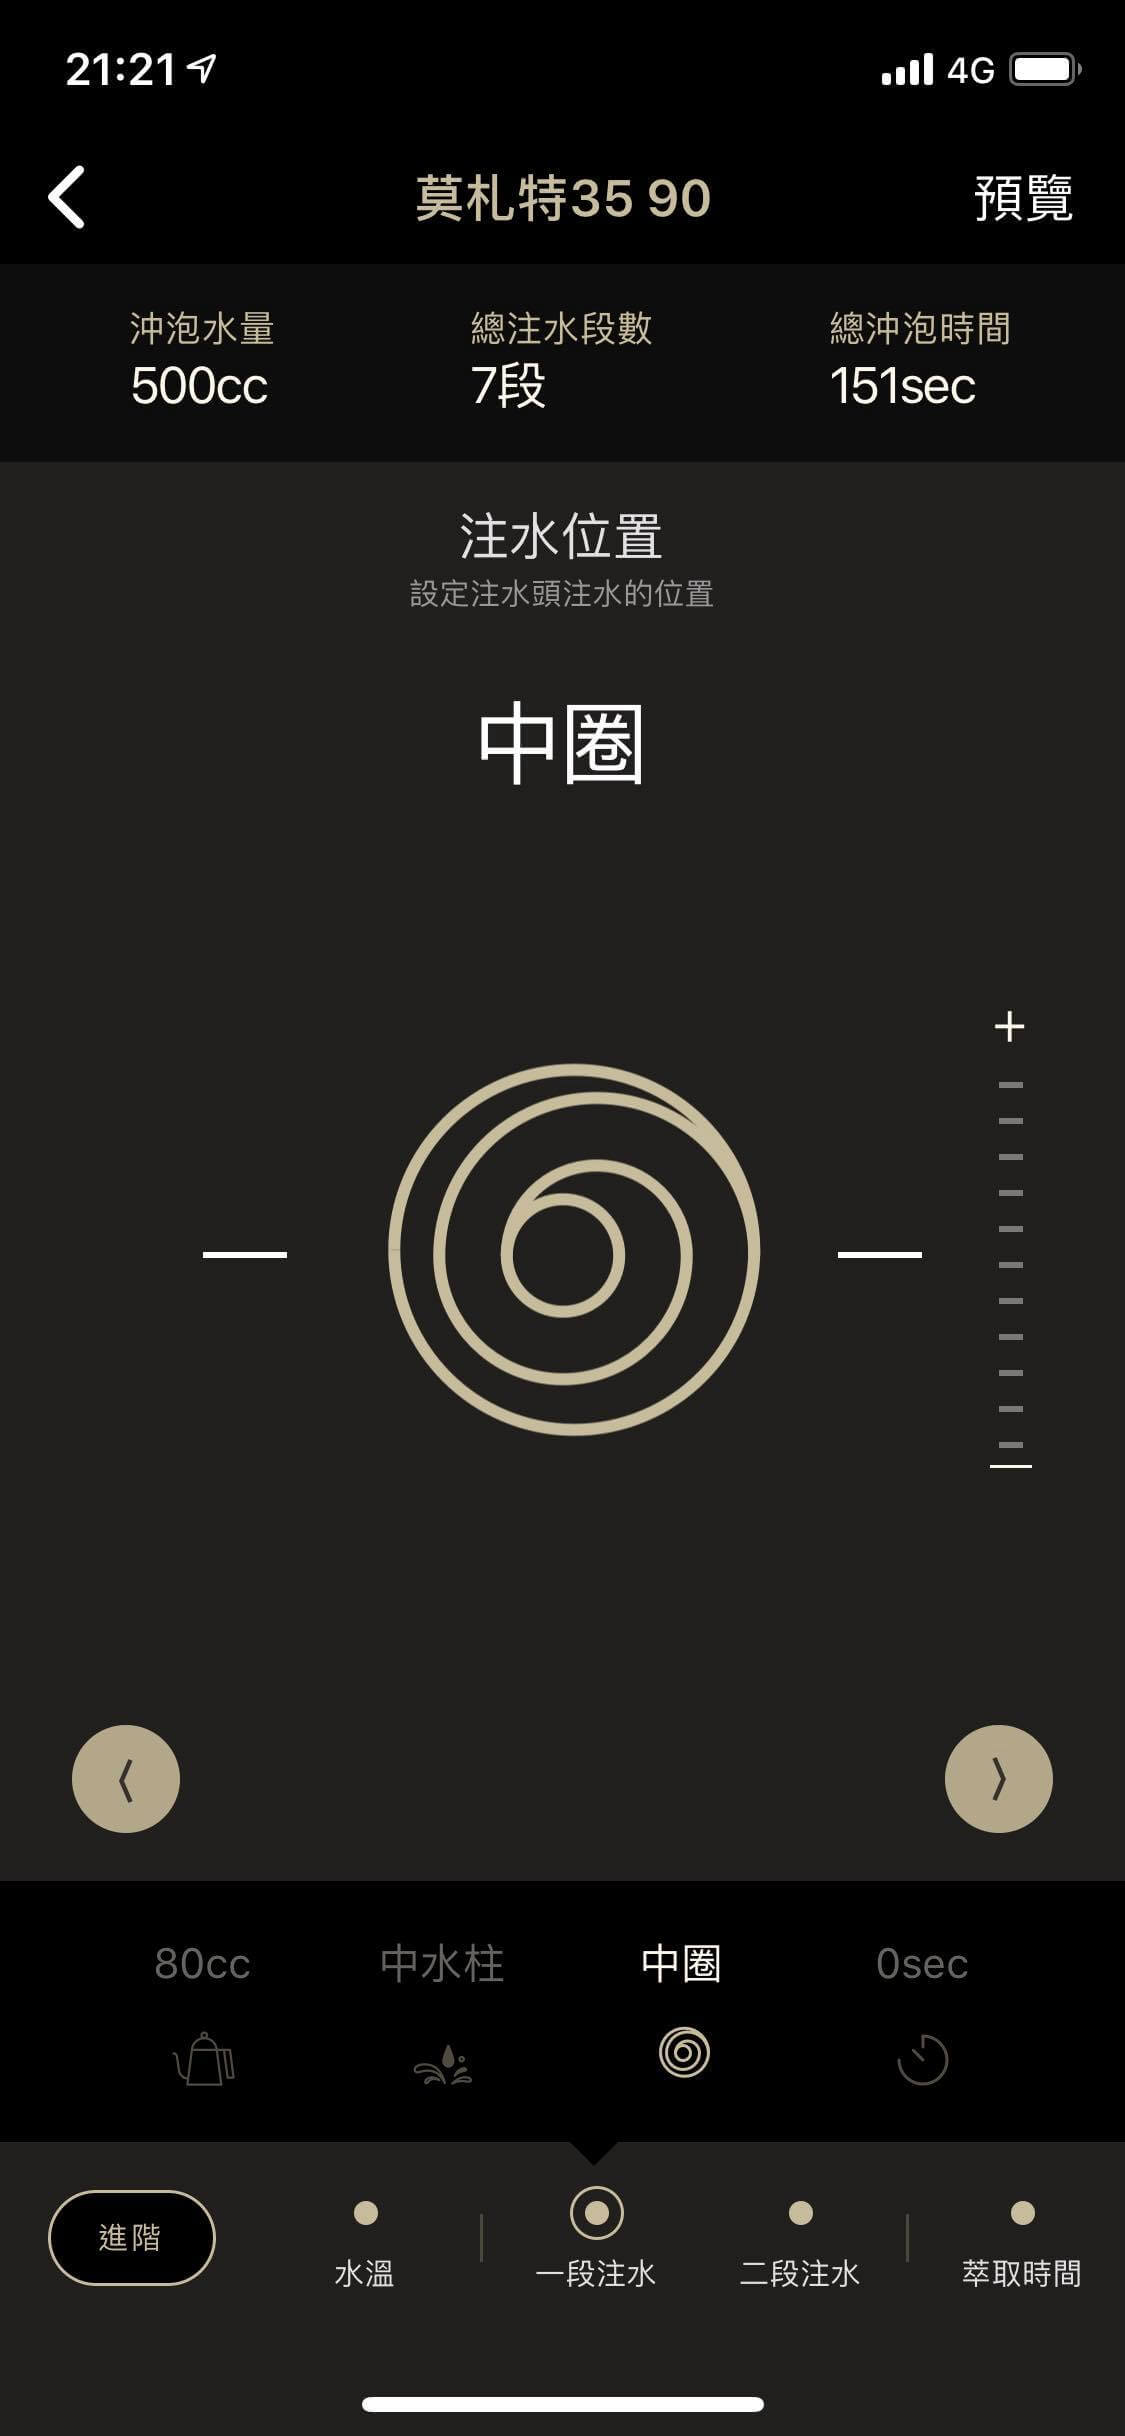 21:21 4G
莫札特35 90 預覽
沖泡水量 總注水段數 總沖泡時間
500cc 7段 151sec
注水位置
設定注水頭注水的位置
中圈
80cc 中水柱 中圈 0sec
進階
水溫 一段注水 二段注水 萃取時間